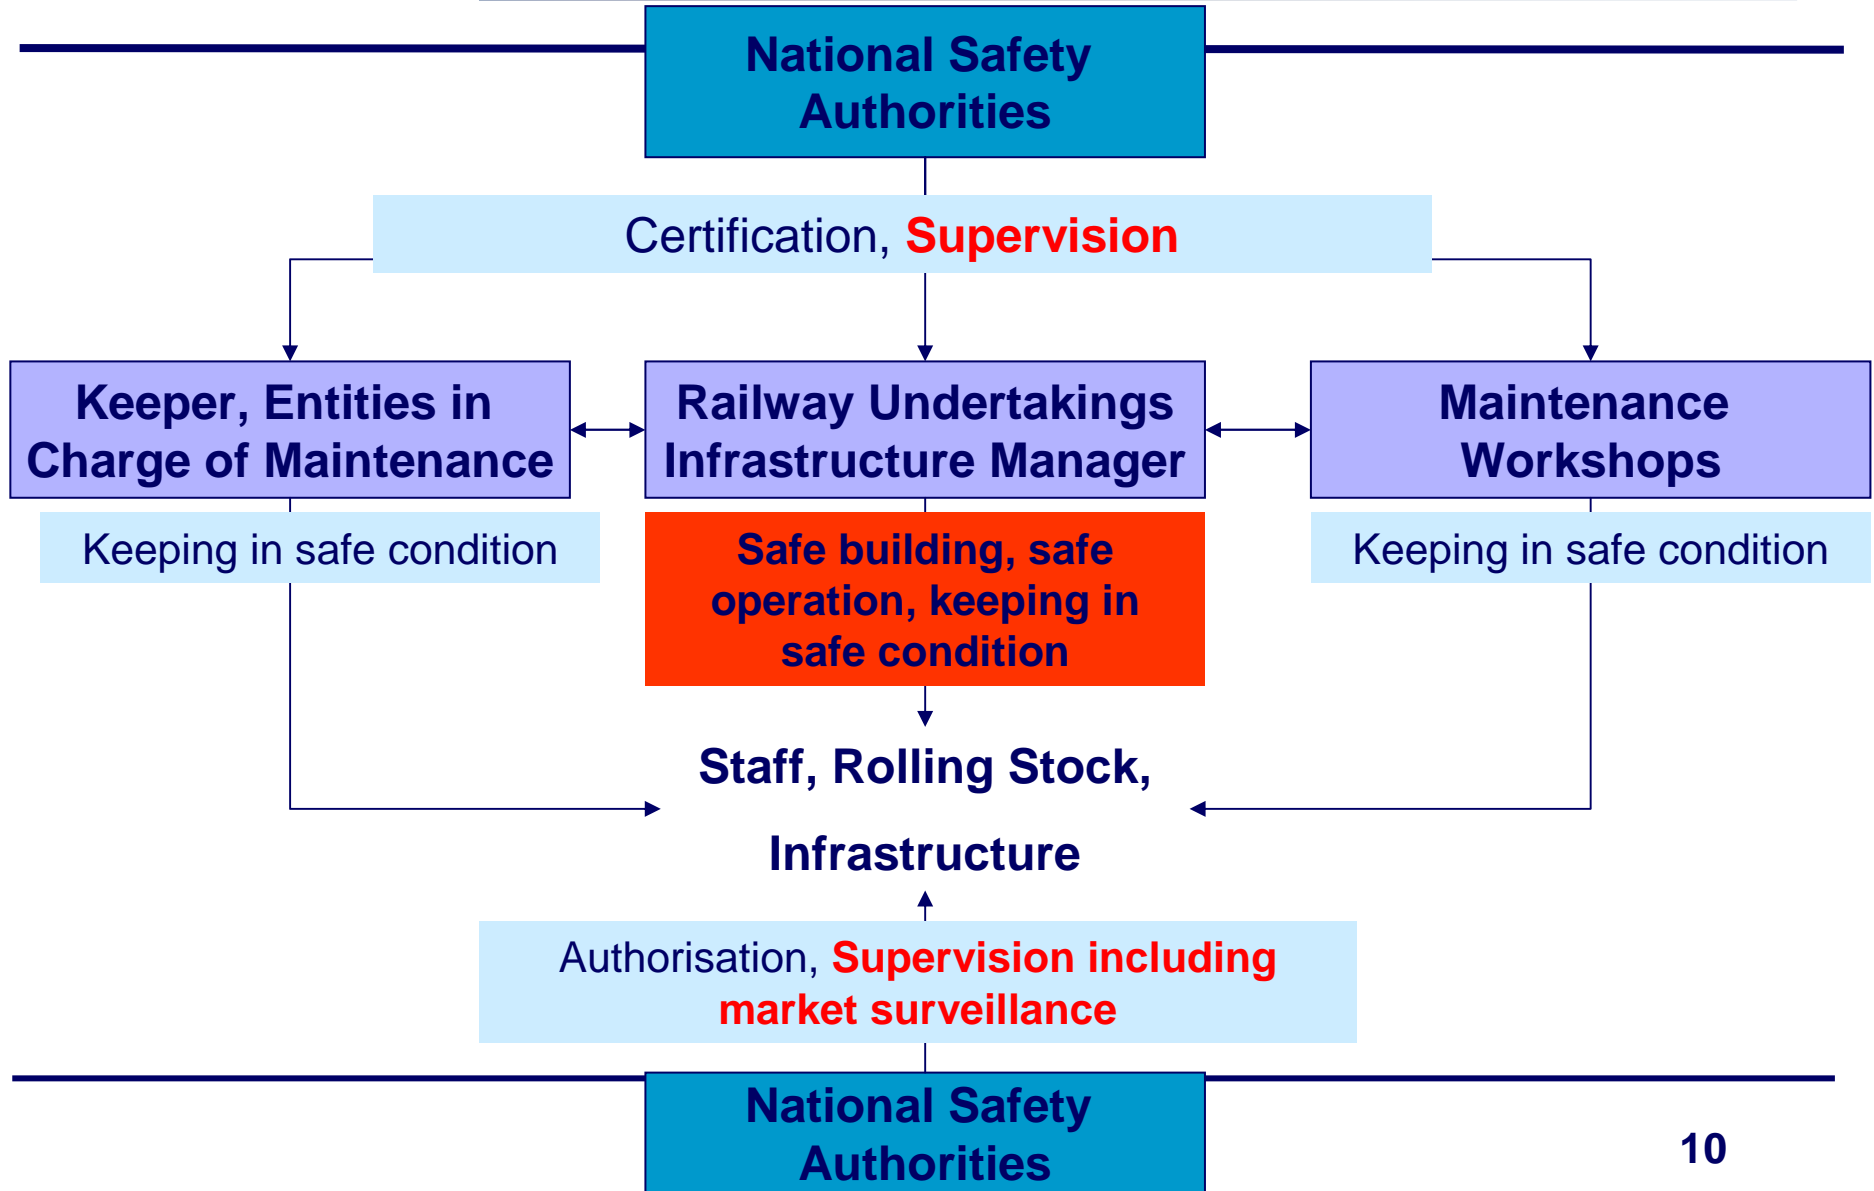 National Safety
Authorities
Certification, Supervision
Keeper, Entities in
Charge of Maintenance
Railway Undertakings
Infrastructure Manager
Maintenance
Workshops
Keeping in safe condition
Safe building, safe
operation, keeping in
safe condition
Keeping in safe condition
Staff, Rolling Stock,
Infrastructure
Authorisation, Supervision including
market surveillance
National Safety
Authorities
10